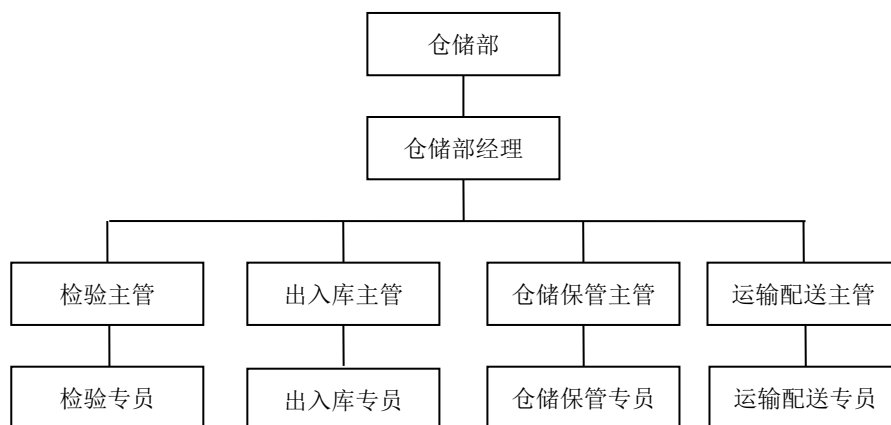 仓储部
仓储部经理
检验主管
出入库主管
仓储保管主管
运输配送主管
检验专员
出入库专员
仓储保管专员
运输配送专员